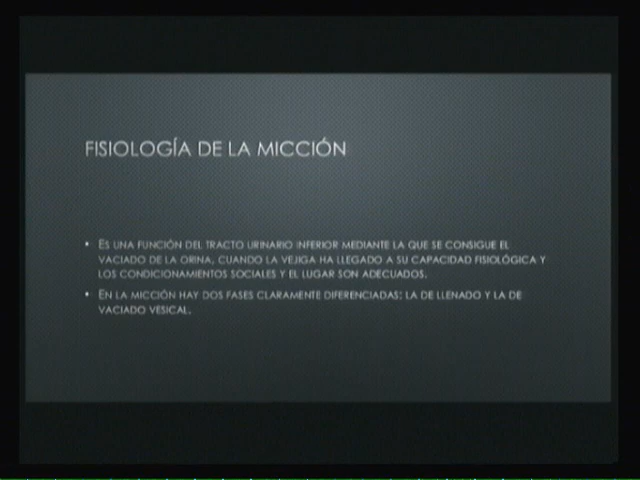 FISIOLOGÍA DE LA MICCIÓN
• ES UNA FUNCIÓN DEL TRACTO URINARIO INFERIOR MEDIANTE LA QUE SE CONSIGUE EL
VACIADO DE LA ORINA, CUANDO LA VEJIGA HA LLEGADO A SU CAPACIDAD FISIOLÓGICA Y
LOS CONDICIONAMIENTOS SOCIALES Y EL LUGAR SON ADECUADOS.
• EN LA MICCIÓN HAY DOS FASES CLARAMENTE DIFERENCIADAS: LA DE LLENADO Y LA DE
VACIADO VESICAL.